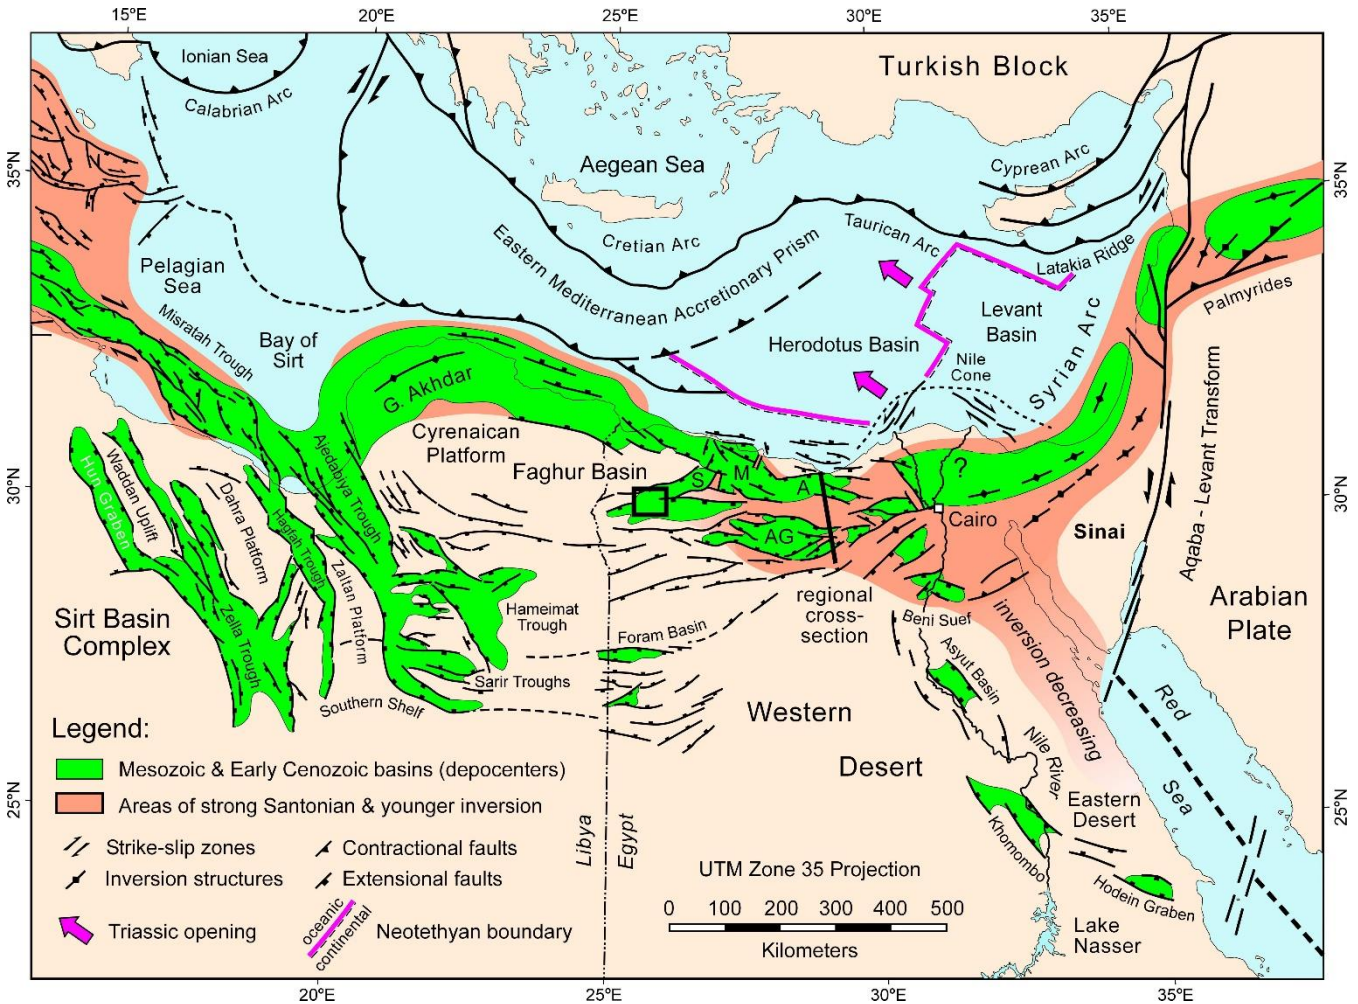 15°E
20°E
25°E
30°E
35°E
Ionian Sea
Calabrian Arc
Turkish Block
Aegean Sea
Cyprean Arc
35°N
35°N
Cretian Arc
Taurican Arc
Latakia Ridge
Eastern Mediterranean Accretionary Prism
Pelagian
Sea
Misratah Trough
Bay of
Sirt
Herodotus Basin
Levant
Basin
Nile
Cone
Syrian Arc
Palmyrides
G. Akhdar
Cyrenaican
Platform
Faghur Basin
S
M
A
AG
?
Cairo
Sinai
Aqaba - Levant Transform
Arabian
Plate
30°N
30°N
Hun Graben
Waddan Uplift
Dahra Platform
Zella Trough
Hagfah Trough
Ajedabiya Trough
Zaltan Platform
Sirt Basin
Complex
Hameimat
Trough
Sarir Troughs
Southern Shelf
Foram Basin
regional
cross-
section
Beni Suef
Asyut Basin
inversion decreasing
Western
Desert
Nile River
Eastern
Desert
Red
Sea
Khomombo
Hodein Graben
Lake
Nasser
Libya
Egypt
25°N
25°N
Legend:
Mesozoic & Early Cenozoic basins (depocenters)
Areas of strong Santonian & younger inversion
Strike-slip zones
Contractional faults
Inversion structures
Extensional faults
Triassic opening
oceanic
continental
Neotethyan boundary
UTM Zone 35 Projection
0 100 200 300 400 500
Kilometers
20°E
25°E
30°E
35°E